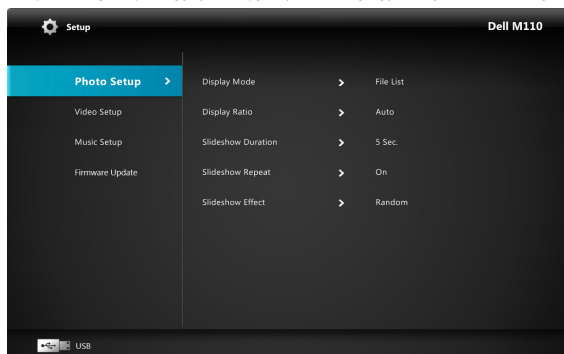 Setup
Dell M110
Photo Setup
Video Setup
Music Setup
Firmware Update
Display Mode File List
Display Ratio Auto
Slideshow Duration 5 Sec.
Slideshow Repeat On
Slideshow Effect Random
USB